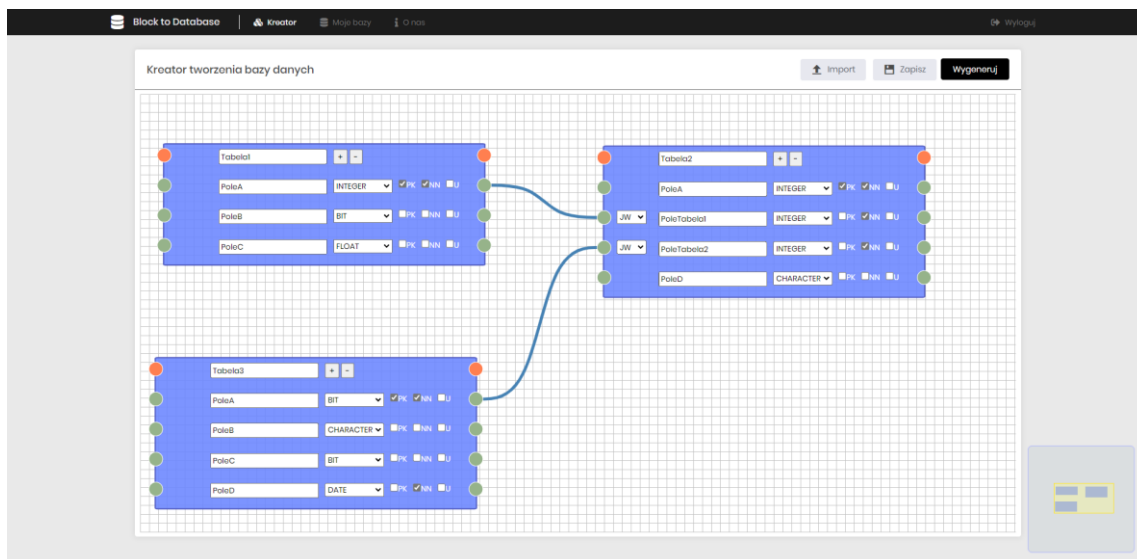 Block to Database Kreator Moje bazy O nas Wyloguj
Kreator tworzenia bazy danych Import Zapisz Wygeneruj
Tabela1 + -
PoleA INTEGER PK NN U
PoleB BIT PK NN U
PoleC FLOAT PK NN U
Tabela2 + -
PoleA INTEGER PK NN U
JW PoleTabela1 INTEGER PK NN U
JW PoleTabela2 INTEGER PK NN U
PoleD CHARACTER PK NN U
Tabela3 + -
PoleA BIT PK NN U
PoleB CHARACTER PK NN U
PoleC BIT PK NN U
PoleD DATE PK NN U